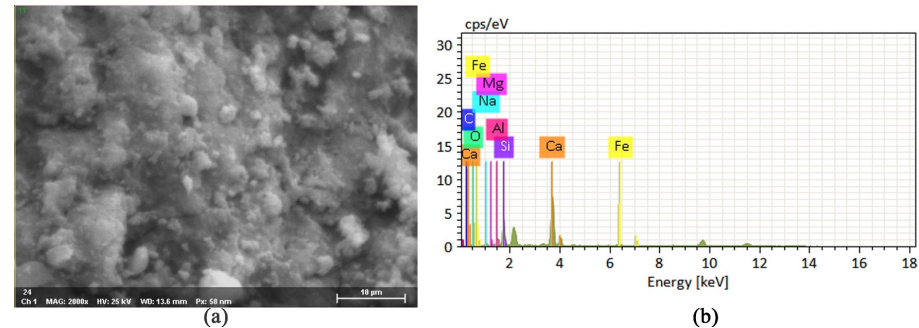 24
Ch 1 MAG: 2000x HV: 25 kV WD: 13.6 mm Px: 58 nm
10 µm
(a)
cps/eV
30
25
20
15
10
5
0
Fe
Mg
Na
C
Al
O
Ca
Si
Ca
Fe
2 4 6 8 10 12 14 16 18
Energy [keV]
(b)